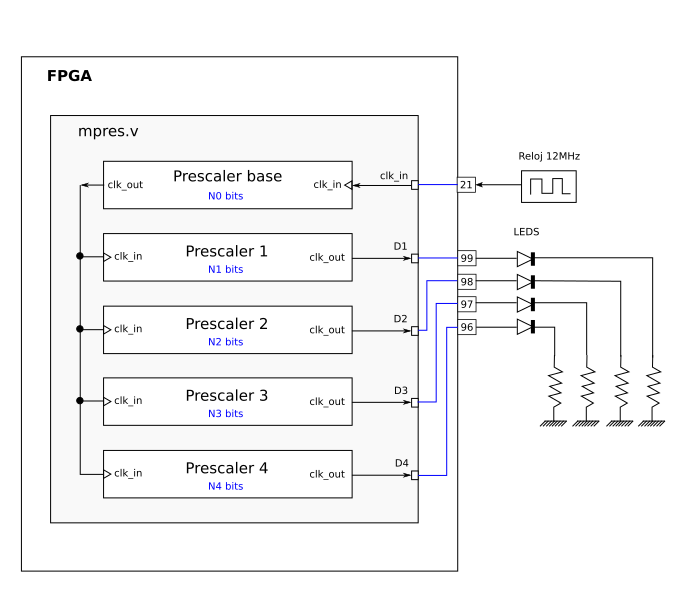 FPGA
mpres.v
Prescaler base
N0 bits
clk_out
clk_in
clk_in
21
Reloj 12MHz
LEDS
Prescaler 1
N1 bits
clk_in
clk_out
D1
99
98
97
96
Prescaler 2
N2 bits
clk_in
clk_out
D2
Prescaler 3
N3 bits
clk_in
clk_out
D3
Prescaler 4
N4 bits
clk_in
clk_out
D4